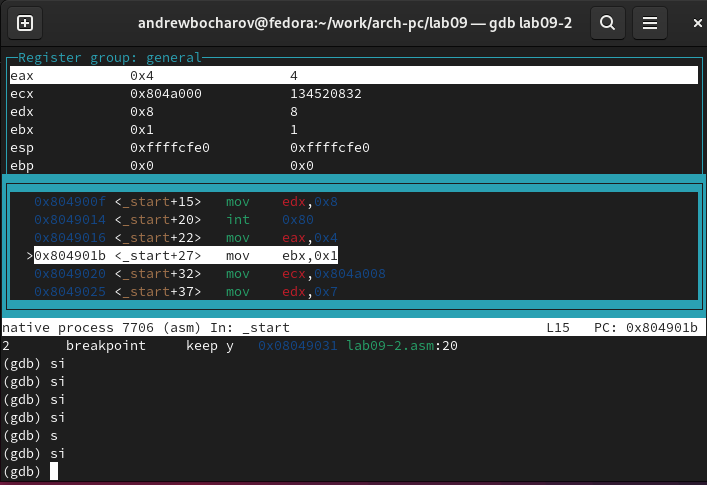 andrewbocharov@fedora:~/work/arch-pc/lab09 — gdb lab09-2
Register group: general
eax 0x4 4
ecx 0x804a000 134520832
edx 0x8 8
ebx 0x1 1
esp 0xffffcfe0 0xffffcfe0
ebp 0x0 0x0
0x804900f <_start+15> mov edx,0x8
0x8049014 <_start+20> int 0x80
0x8049016 <_start+22> mov eax,0x4
>0x804901b <_start+27> mov ebx,0x1
0x8049020 <_start+32> mov ecx,0x804a008
0x8049025 <_start+37> mov edx,0x7
native process 7706 (asm) In: _start L15 PC: 0x804901b
2 breakpoint keep y 0x08049031 lab09-2.asm:20
(gdb) si
(gdb) si
(gdb) si
(gdb) si
(gdb) s
(gdb) si
(gdb)